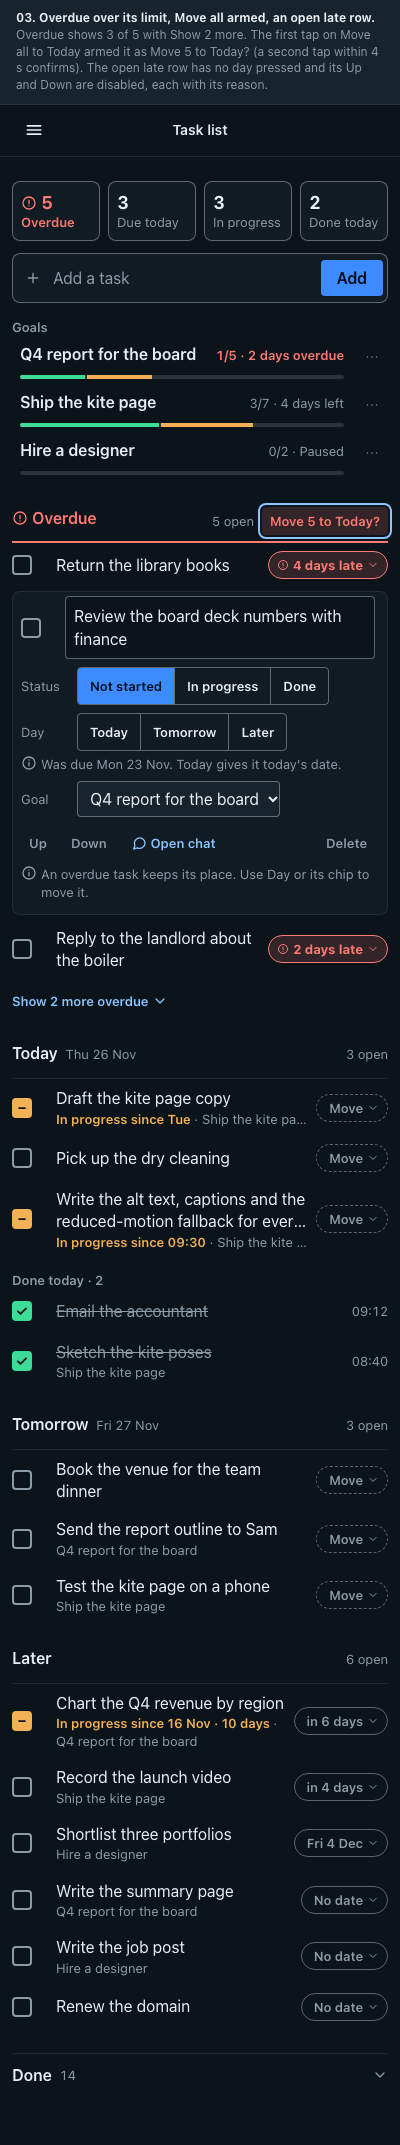 03. Overdue over its limit, Move all armed, an open late row.
Overdue shows 3 of 5 with Show 2 more. The first tap on Move
all to Today armed it as Move 5 to Today? (a second tap within 4
s confirms). The open late row has no day pressed and its Up
and Down are disabled, each with its reason.
Task list
5
Overdue
3
Due today
3
In progress
2
Done today
+ Add a task
Add
Goals
Q4 report for the board 1/5 · 2 days overdue ...
Ship the kite page 3/7 · 4 days left ...
Hire a designer 0/2 · Paused
Overdue 5 open Move 5 to Today?
Return the library books 4 days late
Review the board deck numbers with
finance
Status Not started In progress Done
Day Today Tomorrow Later
Was due Mon 23 Nov. Today gives it today's date.
Goal Q4 report for the board
Up Down Open chat Delete
An overdue task keeps its place. Use Day or its chip to
move it.
Reply to the landlord about
the boiler
2 days late
Show 2 more overdue
Today Thu 26 Nov 3 open
Draft the kite page copy
In progress since Tue · Ship the kite pa...
Move
Pick up the dry cleaning Move
Write the alt text, captions and the
reduced-motion fallback for ever...
In progress since 09:30 · Ship the kite ...
Move
Done today · 2
Email the accountant 09:12
Sketch the kite poses
Ship the kite page
08:40
Tomorrow Fri 27 Nov 3 open
Book the venue for the team
dinner
Move
Send the report outline to Sam
Q4 report for the board
Move
Test the kite page on a phone
Ship the kite page
Move
Later 6 open
Chart the Q4 revenue by region
In progress since 16 Nov · 10 days ·
Q4 report for the board
in 6 days
Record the launch video
Ship the kite page
in 4 days
Shortlist three portfolios
Hire a designer
Fri 4 Dec
Write the summary page
Q4 report for the board
No date
Write the job post
Hire a designer
No date
Renew the domain No date
Done 14